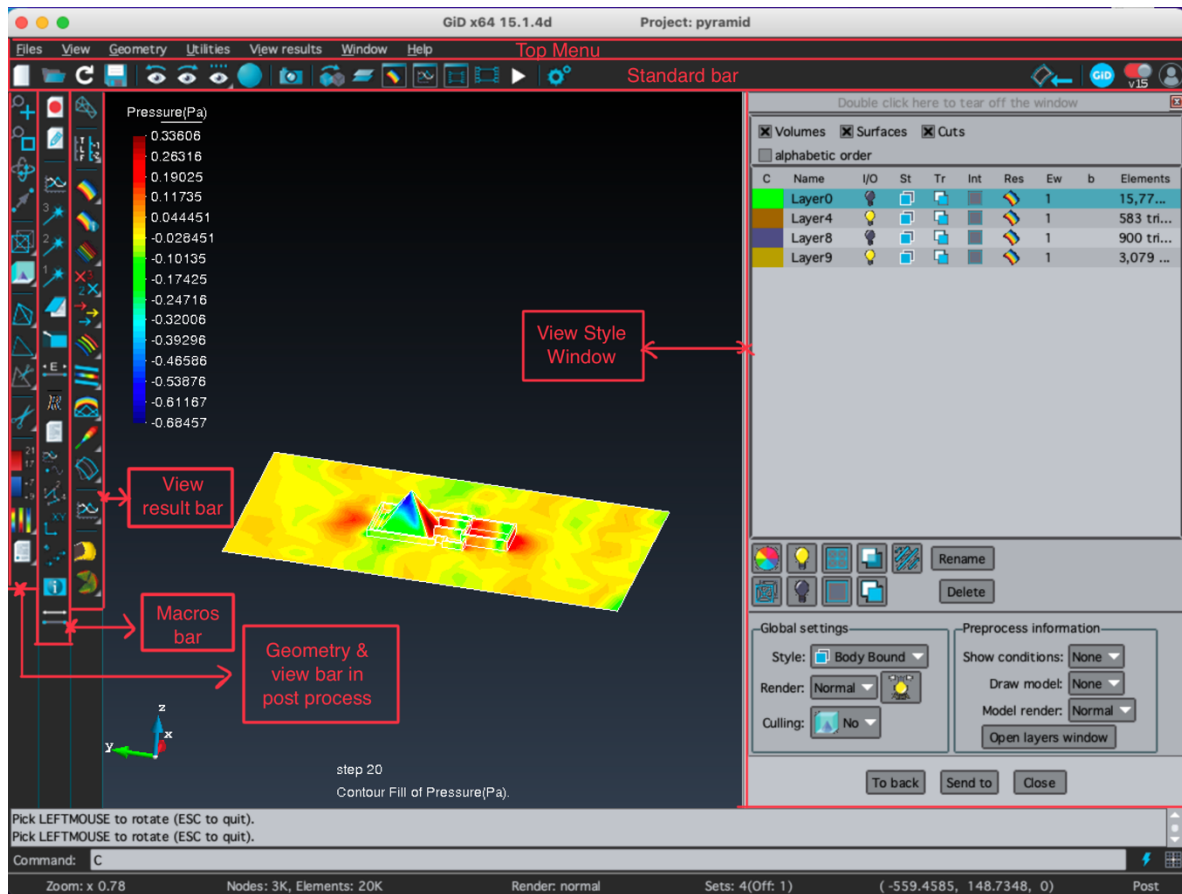 GiD x64 15.1.4d Project: pyramid
Files View Geometry Utilities View results Window Help Top Menu
Standard bar GiD v15
Double click here to tear off the window
Pressure(Pa)
0.33606
0.26316
0.19025
0.11735
0.044451
-0.028451
-0.10135
-0.17425
-0.24716
-0.32006
-0.39296
-0.46586
-0.53876
-0.61167
-0.68457
View Style
Window
View
result bar
Macros
bar
Geometry &
view bar in
post process
z
x
y
step 20
Contour Fill of Pressure(Pa).
Volumes Surfaces Cuts
alphabetic order
C Name I/O St Tr Int Res Ew b Elements
Layer0 1 15,77...
Layer4 1 583 tri...
Layer8 1 900 tri...
Layer9 1 3,079 ...
Rename
Delete
Global settings
Style: Body Bound
Render: Normal
Culling: No
Preprocess information
Show conditions: None
Draw model: None
Model render: Normal
Open layers window
To back Send to Close
Pick LEFTMOUSE to rotate (ESC to quit).
Pick LEFTMOUSE to rotate (ESC to quit).
Command: C
Zoom: x 0.78 Nodes: 3K, Elements: 20K Render: normal Sets: 4(Off: 1) (-559.4585, 148.7348, 0) Post